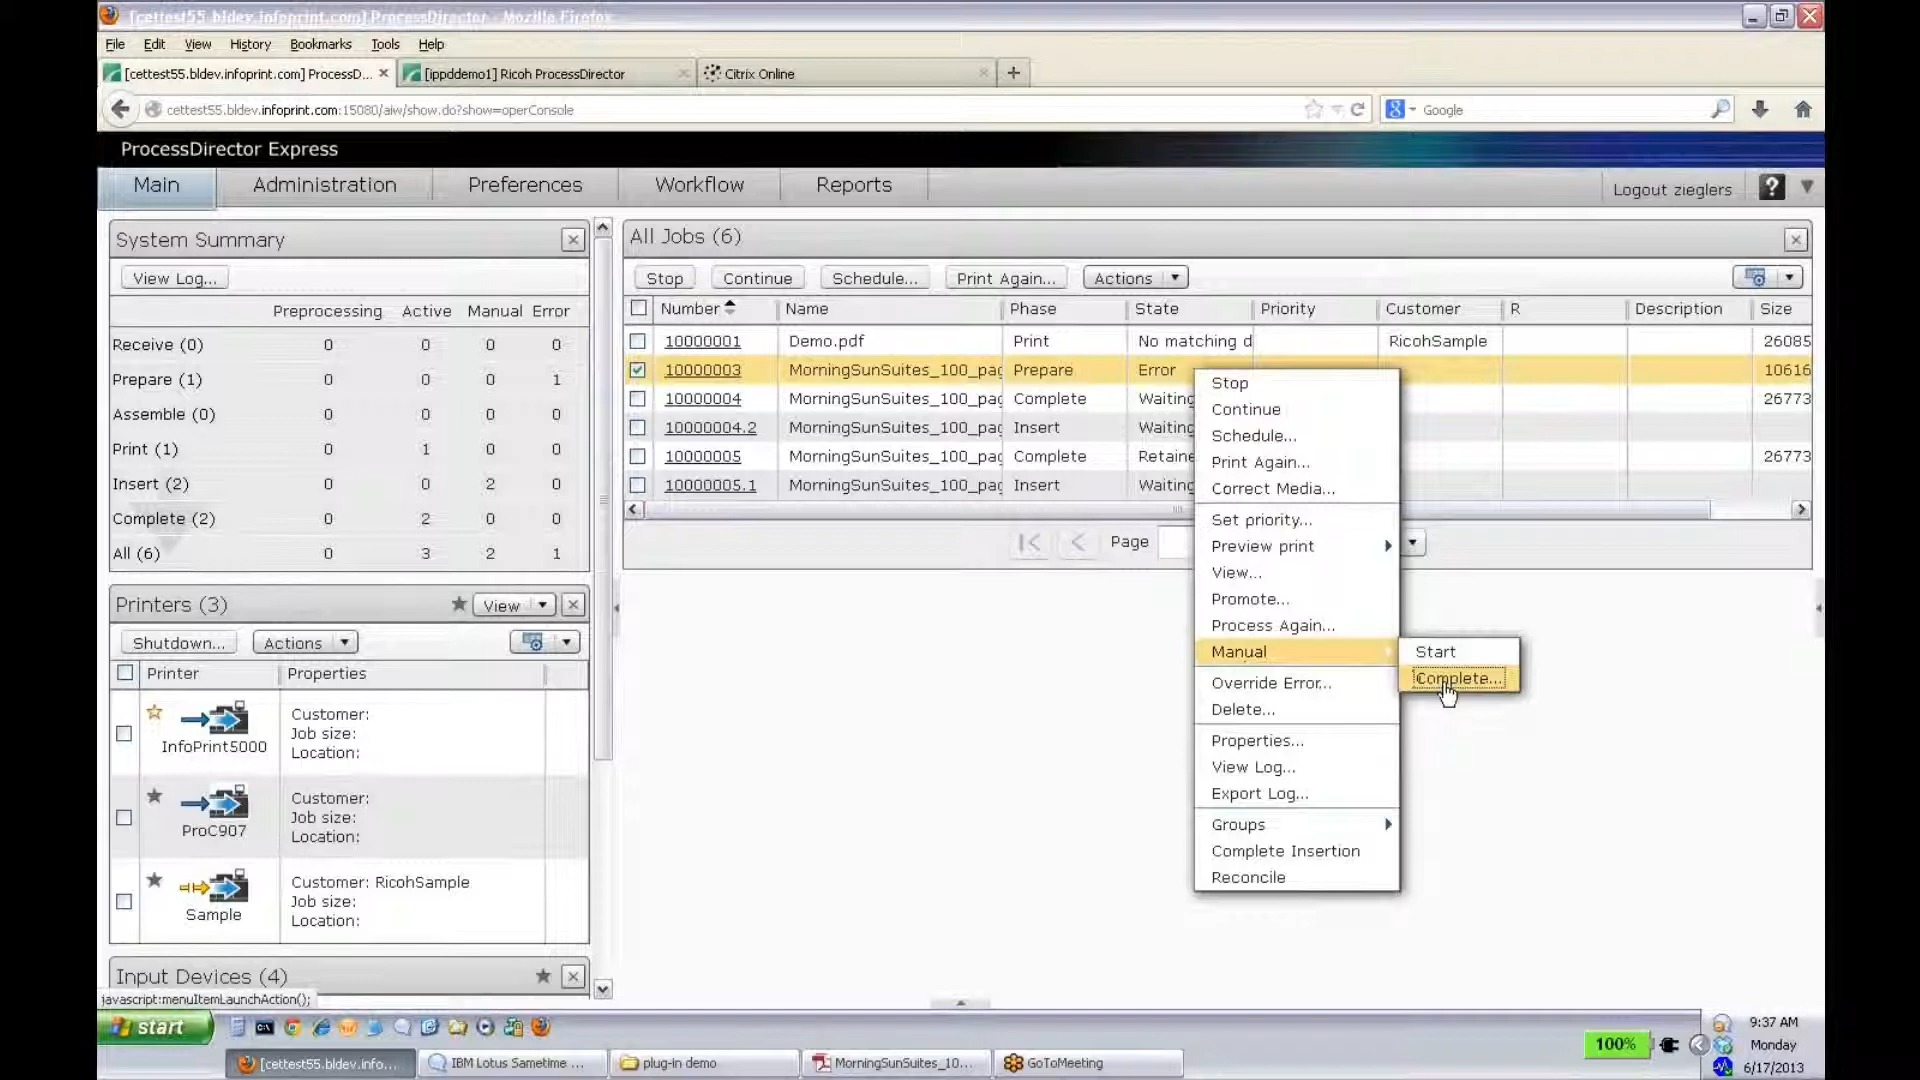 [cettest55.bldev.infoprint.com] ProcessDirector - Mozilla Firefox
File Edit View History Bookmarks Tools Help
[cettest55.bldev.infoprint.com] ProcessD... [ippddemo1] Ricoh ProcessDirector Citrix Online
cettest55.bldev.infoprint.com:15080/aiw/show.do?show=operConsole Google
ProcessDirector Express
Main Administration Preferences Workflow Reports Logout zieglers ?
System Summary
View Log...
Preprocessing Active Manual Error
Receive (0) 0 0 0 0
Prepare (1) 0 0 0 1
Assemble (0) 0 0 0 0
Print (1) 0 1 0 0
Insert (2) 0 0 2 0
Complete (2) 0 2 0 0
All (6) 0 3 2 1
Printers (3) View
Shutdown... Actions
Printer Properties
InfoPrint5000 Customer:
Job size:
Location:
ProC907 Customer:
Job size:
Location:
Sample Customer: RicohSample
Job size:
Location:
Input Devices (4)
javascript:menuItemLaunchAction();
All Jobs (6)
Stop Continue Schedule... Print Again... Actions
Number Name Phase State Priority Customer R Description Size
10000001 Demo.pdf Print No matching d RicohSample 26085
10000003 MorningSunSuites_100_pag Prepare Error 10616
10000004 MorningSunSuites_100_pag Complete Waiting 26773
10000004.2 MorningSunSuites_100_pag Insert Waiting
10000005 MorningSunSuites_100_pag Complete Retaine 26773
10000005.1 MorningSunSuites_100_pag Insert Waiting
Page
Stop
Continue
Schedule...
Print Again...
Correct Media...
Set priority...
Preview print
View...
Promote...
Process Again...
Manual
Start
Complete...
Override Error...
Delete...
Properties...
View Log...
Export Log...
Groups
Complete Insertion
Reconcile
start
[cettest55.bldev.info... IBM Lotus Sametime ... plug-in demo MorningSunSuites_10... GoToMeeting
100%
9:37 AM
Monday
6/17/2013